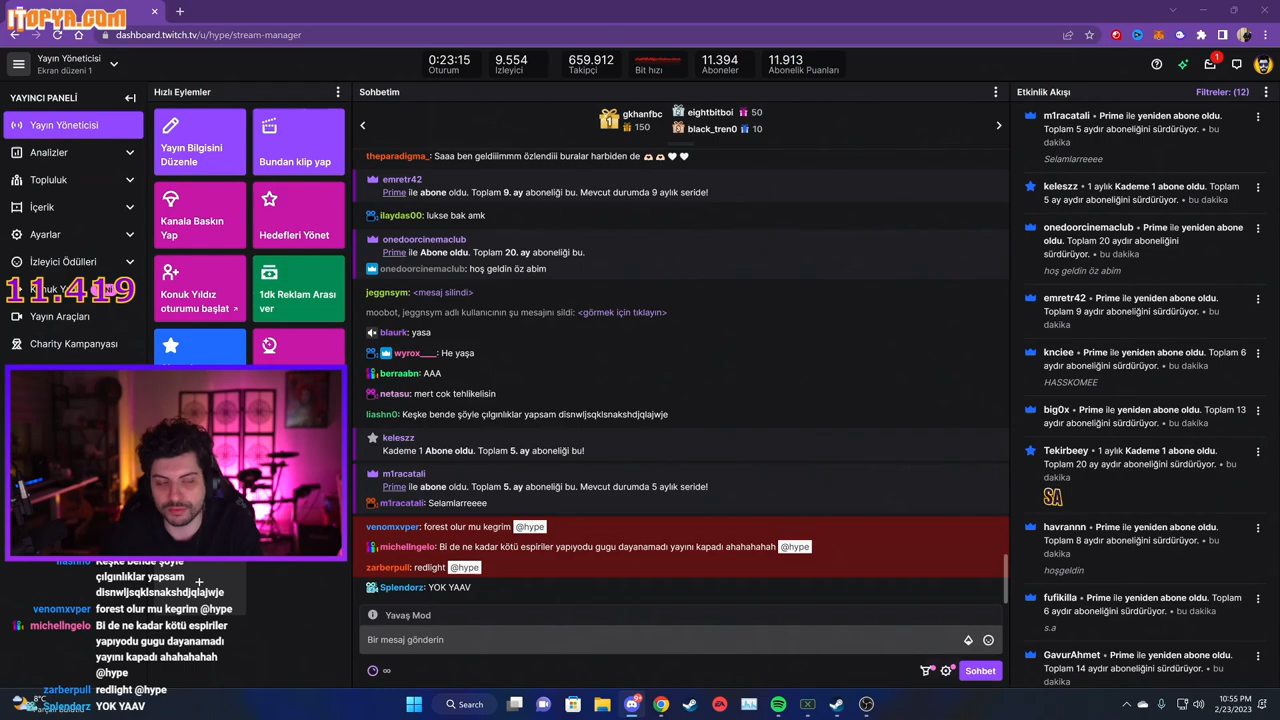 iTOPYA.COM
dashboard.twitch.tv/u/hype/stream-manager
Yayın Yöneticisi
Ekran düzeni 1
0:23:15
Oturum
9.554
İzleyici
659.912
Takipçi
Bit hızı
11.394
Aboneler
11.913
Abonelik Puanları
1
YAYINCI PANELİ
Yayın Yöneticisi
Analizler
Topluluk
İçerik
Ayarlar
İzleyici Ödülleri
11.419
Yayın Araçları
Charity Kampanyası
Hızlı Eylemler
Yayın Bilgisini
Düzenle
Bundan klip yap
Kanala Baskın
Yap
Hedefleri Yönet
Konuk Yıldız
oturumu başlat
1dk Reklam Arası
ver
liashn0 Keşke bende şöyle
çılgınlıklar yapsam
disnwljsqklsnakshdjqlajwje
venomxvper forest olur mu kegrim @hype
michellngelo Bi de ne kadar kötü espiriler
yapıyodu gugu dayanamadı
yayını kapadı ahahahahah
@hype
zarberpull redlight @hype
Splendorz YOK YAAV
Sohbetim
1
gkhanfbc
150
2 eightbitboi 50
3 black_tren0 10
theparadigma_: Saaa ben geldiiimmm özlendiii buralar harbiden de
emretr42
Prime ile abone oldu. Toplam 9. ay aboneliği bu. Mevcut durumda 9 aylık seride!
ilaydas00: lukse bak amk
onedoorcinemaclub
Prime ile Abone oldu. Toplam 20. ay aboneliği bu.
onedoorcinemaclub: hoş geldin öz abim
jeggnsym: <mesaj silindi>
moobot, jeggnsym adlı kullanıcının şu mesajını sildi: <görmek için tıklayın>
blaurk: yasa
wyrox____: He yaşa
berraabn: AAA
netasu: mert cok tehlikelisin
liashn0: Keşke bende şöyle çılgınlıklar yapsam disnwljsqklsnakshdjqlajwje
keleszz
Kademe 1 Abone oldu. Toplam 5. ay aboneliği bu!
m1racatali
Prime ile abone oldu. Toplam 5. ay aboneliği bu. Mevcut durumda 5 aylık seride!
m1racatali: Selamlarreeee
venomxvper: forest olur mu kegrim @hype
michellngelo: Bi de ne kadar kötü espiriler yapıyodu gugu dayanamadı yayını kapadı ahahahahah @hype
zarberpull: redlight @hype
Splendorz: YOK YAAV
Yavaş Mod
Bir mesaj gönderin
∞
Sohbet
Etkinlik Akışı
Filtreler: (12)
m1racatali • Prime ile yeniden abone oldu.
Toplam 5 aydır aboneliğini sürdürüyor. • bu
dakika
Selamlarreeee
keleszz • 1 aylık Kademe 1 abone oldu. Toplam
5 ay aydır aboneliğini sürdürüyor. • bu dakika
onedoorcinemaclub • Prime ile yeniden abone
oldu. Toplam 20 aydır aboneliğini
sürdürüyor. • bu dakika
hoş geldin öz abim
emretr42 • Prime ile yeniden abone oldu.
Toplam 9 aydır aboneliğini sürdürüyor. • bu
dakika
knciee • Prime ile yeniden abone oldu. Toplam 6
ay aydır aboneliğini sürdürüyor. • bu dakika
HASSKOMEE
big0x • Prime ile yeniden abone oldu. Toplam 13
aydır aboneliğini sürdürüyor. • bu dakika
Tekirbeey • 1 aylık Kademe 1 abone oldu.
Toplam 20 ay aydır aboneliğini sürdürüyor. • bu
dakika
SA
havrannn • Prime ile yeniden abone oldu.
Toplam 8 aydır aboneliğini sürdürüyor. • bu
dakika
hoşgeldin
fufikilla • Prime ile yeniden abone oldu. Toplam
6 aydır aboneliğini sürdürüyor. • bu dakika
s.a
GavurAhmet • Prime ile yeniden abone oldu.
Toplam 14 aydır aboneliğini sürdürüyor. • bu
dakika
8°C
Search
9+
10:55 PM
2/23/2023